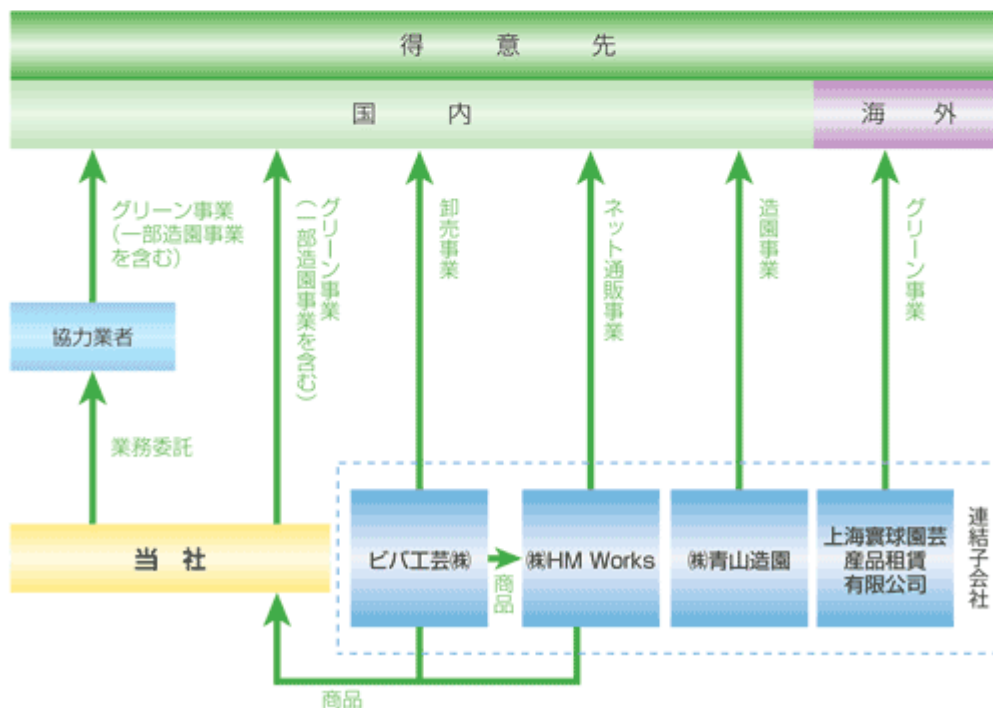 得意先
国内
海外
グリーン事業
(一部造園事業
を含む)
グリーン事業
(一部造園事業を含む)
卸売事業
ネット通販事業
造園事業
グリーン事業
協力業者
業務委託
当社
ビバ工芸㈱
商品
㈱HM Works
㈱青山造園
上海寰球園芸
産品租賃
有限公司
連結子会社
商品